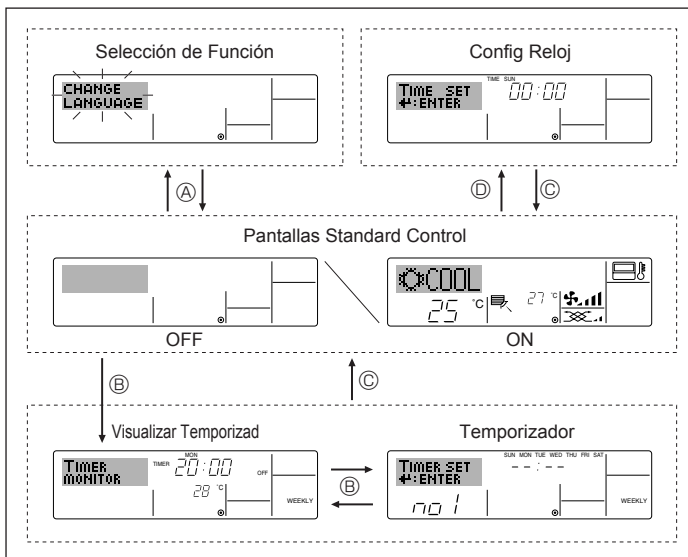 Selección de Función
CHANGE
LANGUAGE
Config Reloj
TIME SUN
TIME SET 00:00
↵:ENTER
Ⓐ
Ⓓ
Ⓒ
Pantallas Standard Control
COOL
25 °C
27 °C
OFF
ON
Ⓑ
Ⓒ
Visualizar Temporizad
MON
TIMER
MONITOR
TIMER 20:00 OFF
28 °C
WEEKLY
Ⓑ
Temporizador
SUN MON TUE WED THU FRI SAT
TIMER SET --:--
↵:ENTER
no 1
WEEKLY